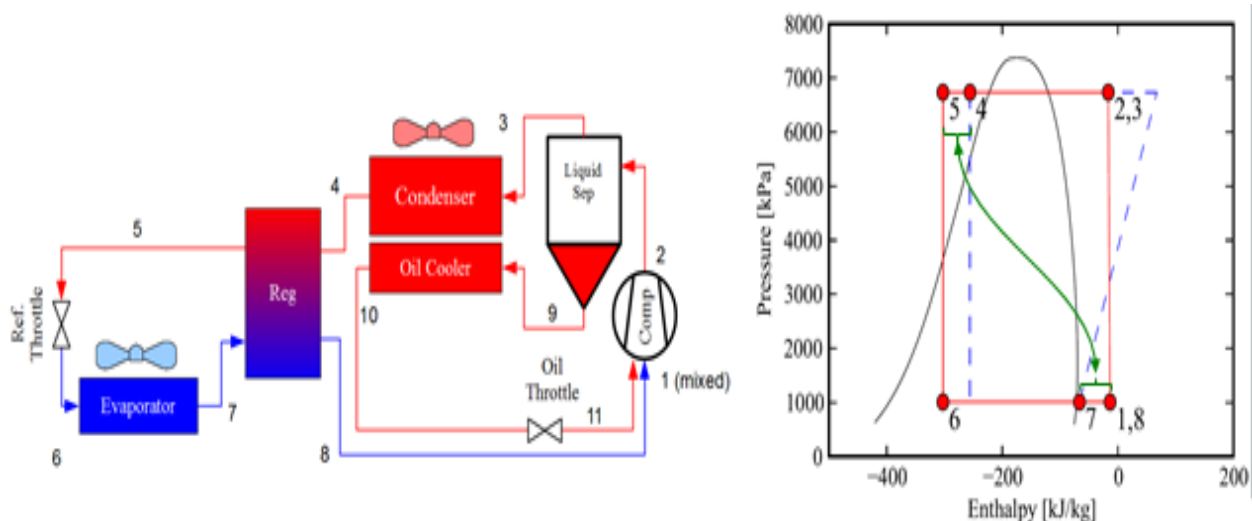 3
Liquid
Sep
4
Condenser
5
2
Reg
Oil Cooler
Comp
10
9
Ref.
Throttle
Oil
Throttle
1 (mixed)
Evaporator
7
11
6
8
8000
7000
6000
5000
4000
3000
2000
1000
0
Pressure [kPa]
5
4
2,3
6
7
1,8
−400
−200
0
200
Enthalpy [kJ/kg]